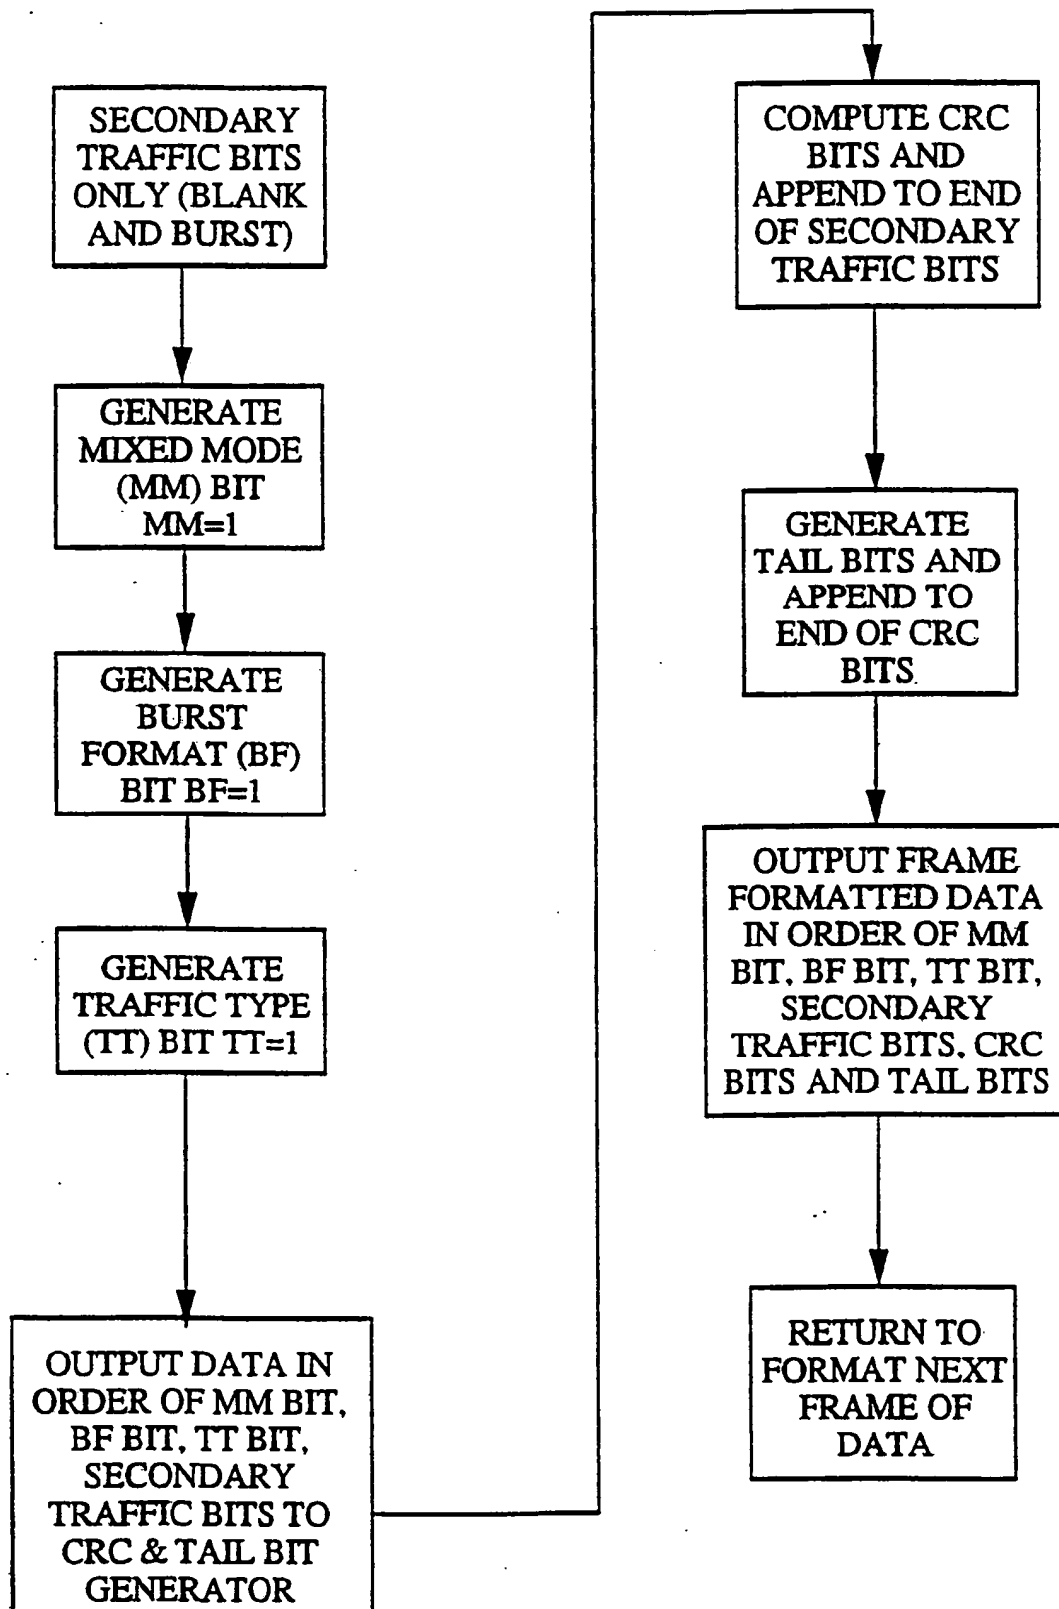 SECONDARY
TRAFFIC BITS
ONLY (BLANK
AND BURST)
GENERATE
MIXED MODE
(MM) BIT
MM=1
GENERATE
BURST
FORMAT (BF)
BIT BF=1
GENERATE
TRAFFIC TYPE
(TT) BIT TT=1
OUTPUT DATA IN
ORDER OF MM BIT,
BF BIT, TT BIT,
SECONDARY
TRAFFIC BITS TO
CRC & TAIL BIT
GENERATOR
COMPUTE CRC
BITS AND
APPEND TO END
OF SECONDARY
TRAFFIC BITS
GENERATE
TAIL BITS AND
APPEND TO
END OF CRC
BITS
OUTPUT FRAME
FORMATTED DATA
IN ORDER OF MM
BIT, BF BIT, TT BIT,
SECONDARY
TRAFFIC BITS, CRC
BITS AND TAIL BITS
RETURN TO
FORMAT NEXT
FRAME OF
DATA